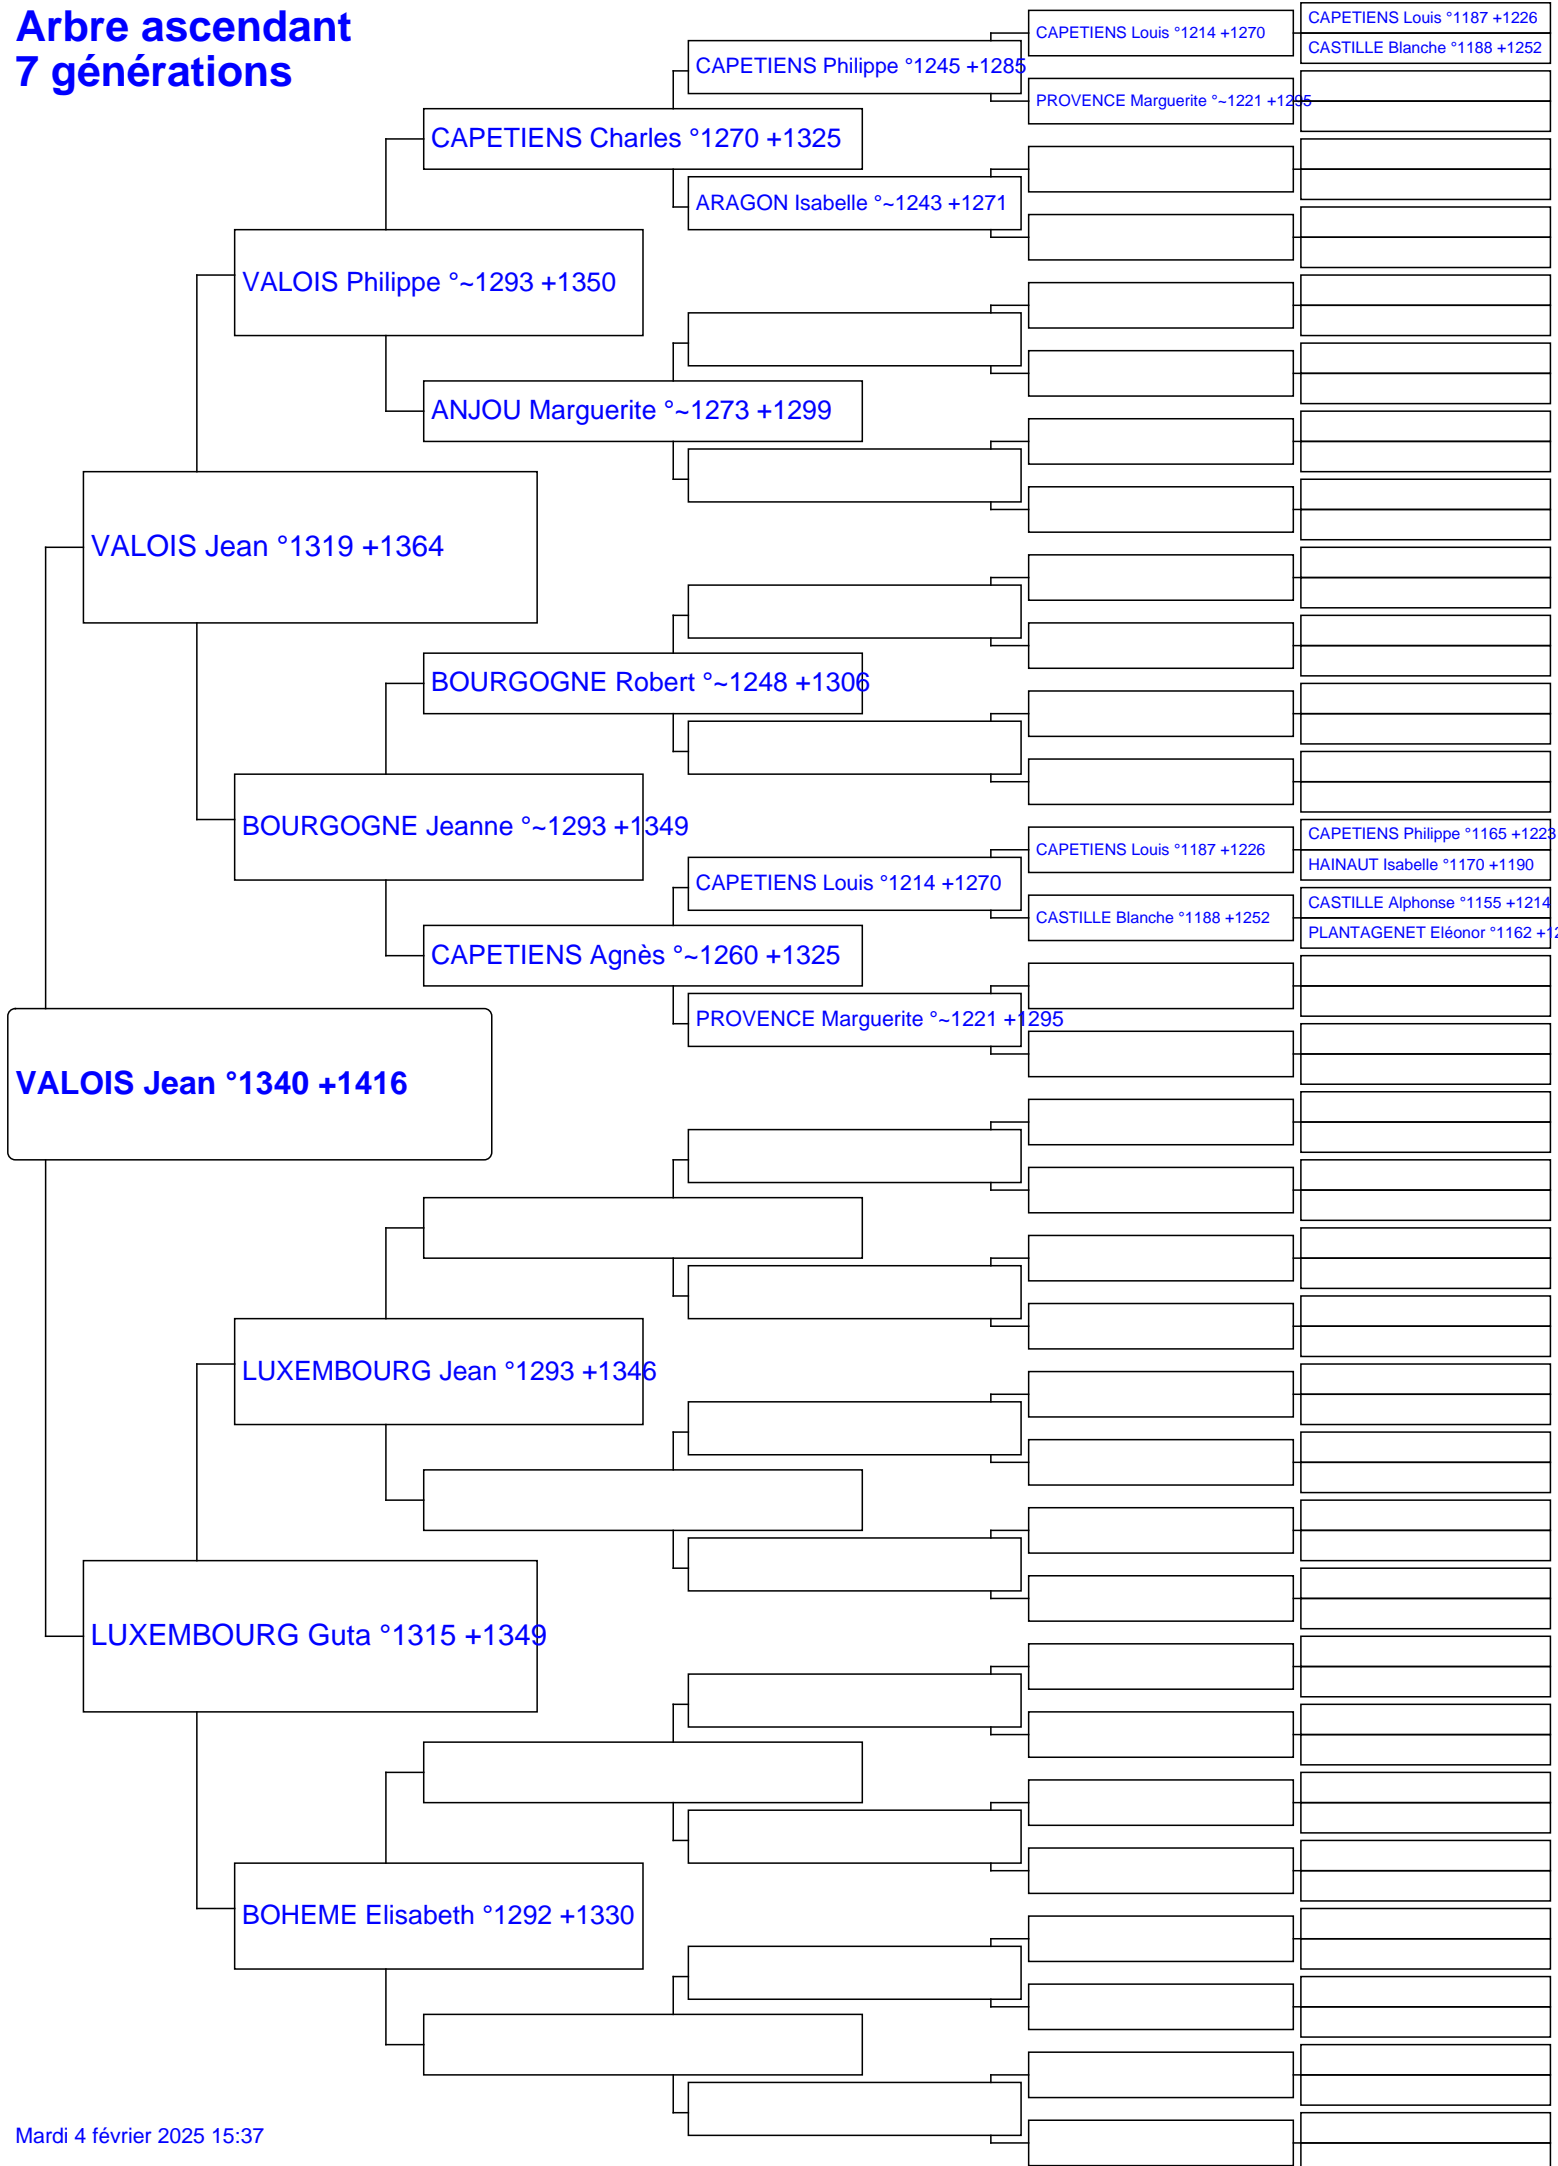 Arbre ascendant
7 générations
CAPETIENS Louis °1187 +1226
CAPETIENS Louis °1214 +1270
CASTILLE Blanche °1188 +1252
CAPETIENS Philippe °1245 +1285
PROVENCE Marguerite °~1221 +1295
CAPETIENS Charles °1270 +1325
ARAGON Isabelle °~1243 +1271
VALOIS Philippe °~1293 +1350
ANJOU Marguerite °~1273 +1299
VALOIS Jean °1319 +1364
BOURGOGNE Robert °~1248 +1306
BOURGOGNE Jeanne °~1293 +1349
CAPETIENS Philippe °1165 +1223
CAPETIENS Louis °1187 +1226
HAINAUT Isabelle °1170 +1190
CAPETIENS Louis °1214 +1270
CASTILLE Alphonse °1155 +1214
CASTILLE Blanche °1188 +1252
PLANTAGENET Eléonor °1162
CAPETIENS Agnès °~1260 +1325
PROVENCE Marguerite °~1221 +1295
VALOIS Jean °1340 +1416
LUXEMBOURG Jean °1293 +1346
LUXEMBOURG Guta °1315 +1349
BOHEME Elisabeth °1292 +1330
Mardi 4 février 2025 15:37